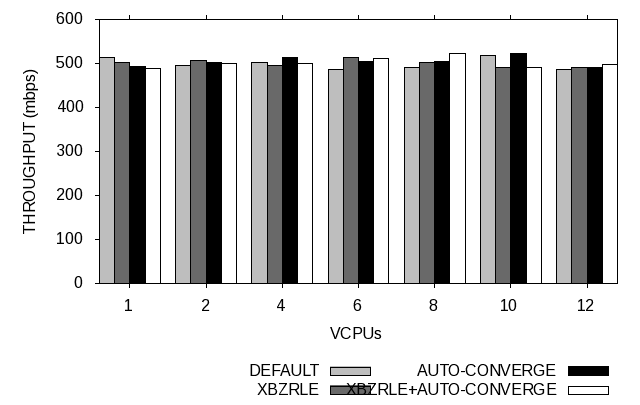 600
500
400
300
200
100
0
THROUGHPUT (mbps)
1 2 4 6 8 10 12
VCPUs
DEFAULT AUTO-CONVERGE
XBZRLE XBZRLE+AUTO-CONVERGE